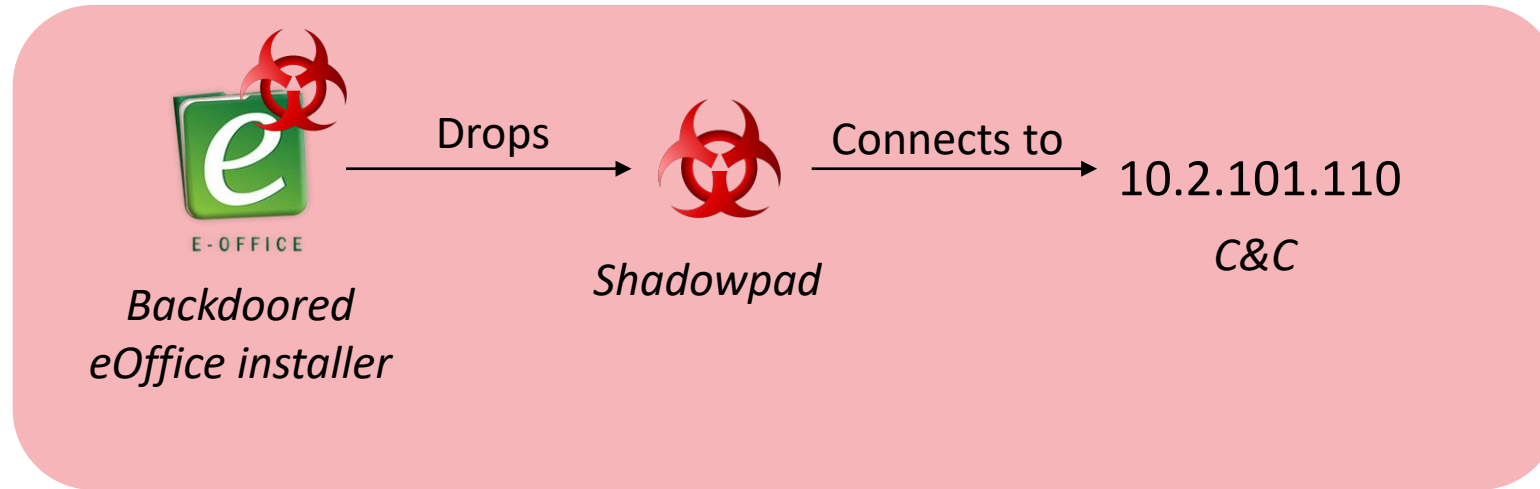 e
E-OFFICE
Backdoored
eOffice installer
Drops
Shadowpad
Connects to
10.2.101.110
C&C